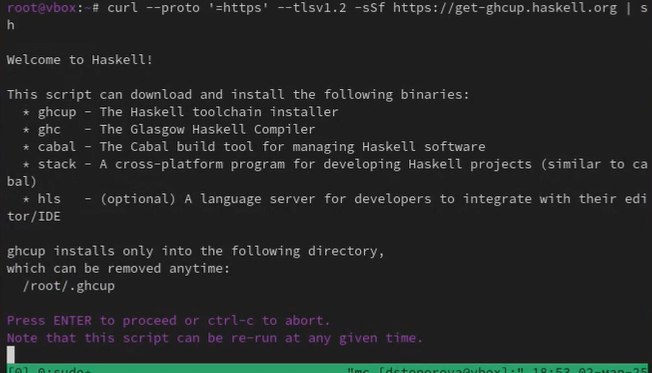 root@vbox:~# curl --proto '=https' --tlsv1.2 -sSf https://get-ghcup.haskell.org | s
h
Welcome to Haskell!
This script can download and install the following binaries:
  * ghcup - The Haskell toolchain installer
  * ghc   - The Glasgow Haskell Compiler
  * cabal - The Cabal build tool for managing Haskell software
  * stack - A cross-platform program for developing Haskell projects (similar to ca
bal)
  * hls   - (optional) A language server for developers to integrate with their edi
tor/IDE
ghcup installs only into the following directory,
which can be removed anytime:
  /root/.ghcup
Press ENTER to proceed or ctrl-c to abort.
Note that this script can be re-run at any given time.
[0] 0:sudo* "mc [dstoporova@vbox]:" 18:53 02-мар-25